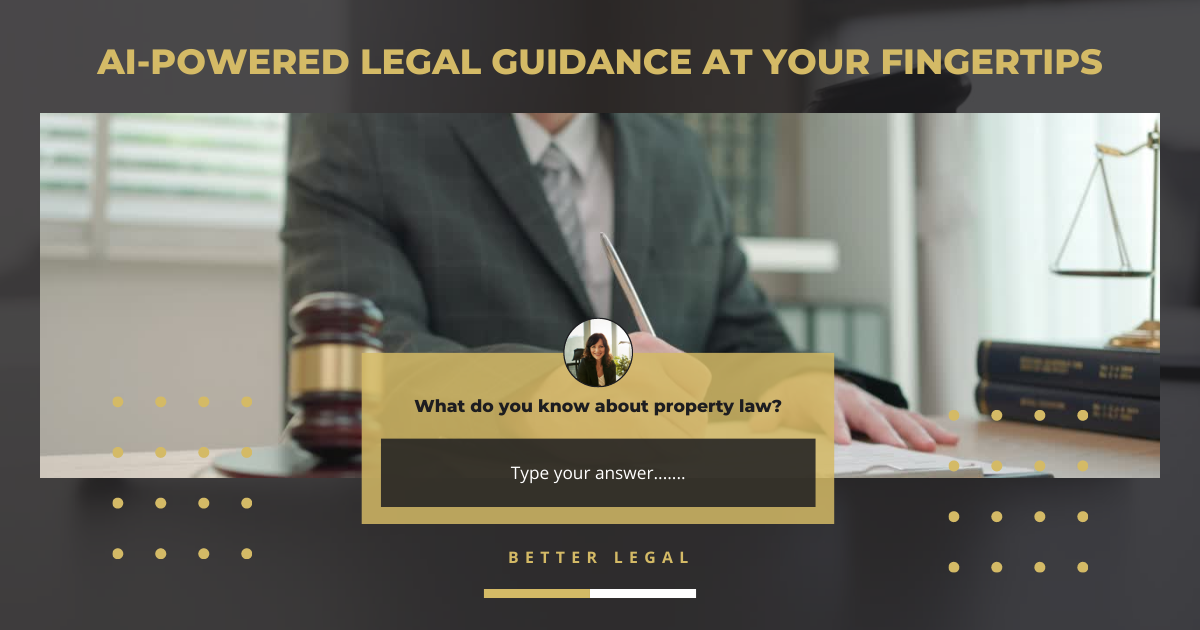 AI-POWERED LEGAL GUIDANCE AT YOUR FINGERTIPS
What do you know about property law?
Type your answer.......
BETTER LEGAL